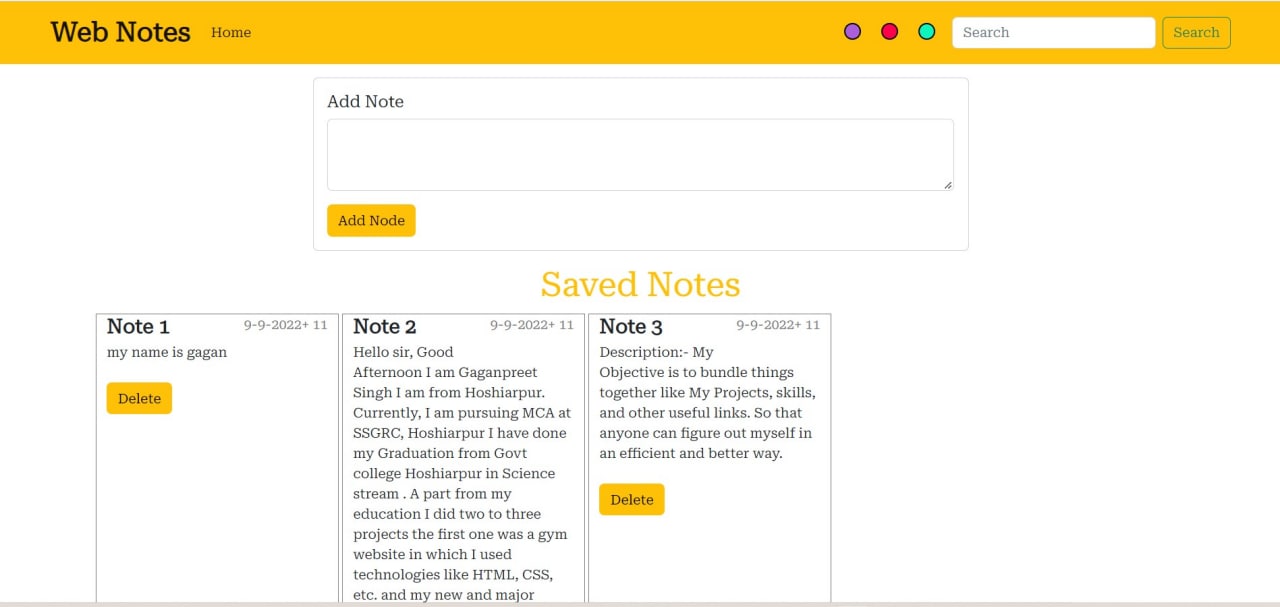 Web Notes Home Search Search
Add Note
Add Node
Saved Notes
Note 1 9-9-2022+ 11
my name is gagan
Delete
Note 2 9-9-2022+ 11
Hello sir, Good
Afternoon I am Gaganpreet
Singh I am from Hoshiarpur.
Currently, I am pursuing MCA at
SSGRC, Hoshiarpur I have done
my Graduation from Govt
college Hoshiarpur in Science
stream . A part from my
education I did two to three
projects the first one was a gym
website in which I used
technologies like HTML, CSS,
etc. and my new and major
Note 3 9-9-2022+ 11
Description:- My
Objective is to bundle things
together like My Projects, skills,
and other useful links. So that
anyone can figure out myself in
an efficient and better way.
Delete